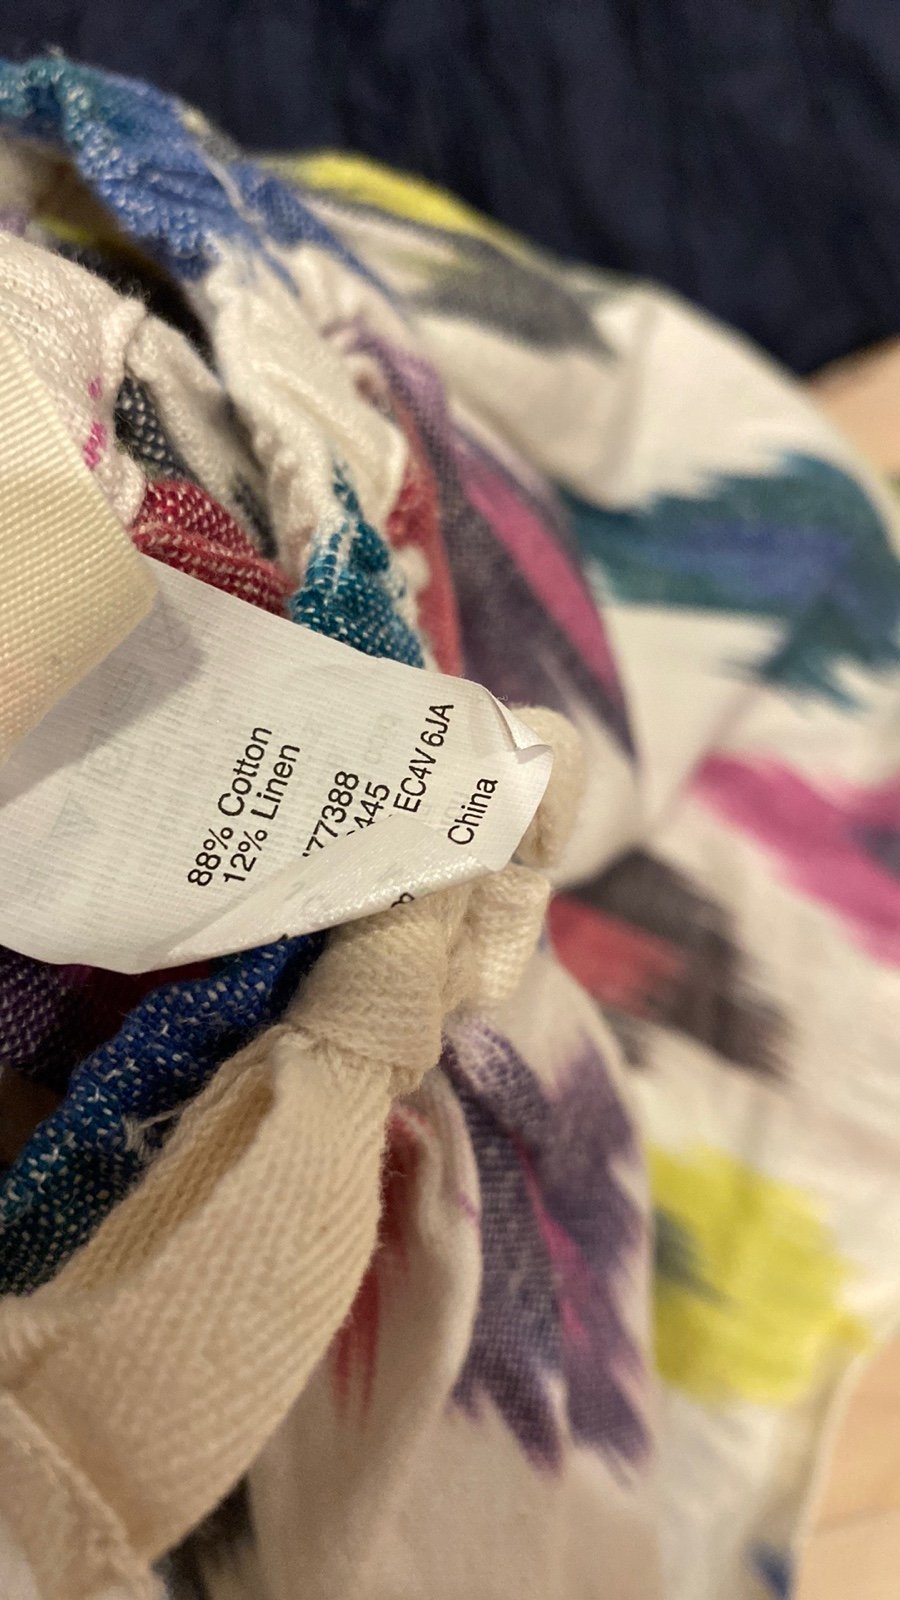 88% Cotton
12% Linen
77388
445
EC4V 6JA
China